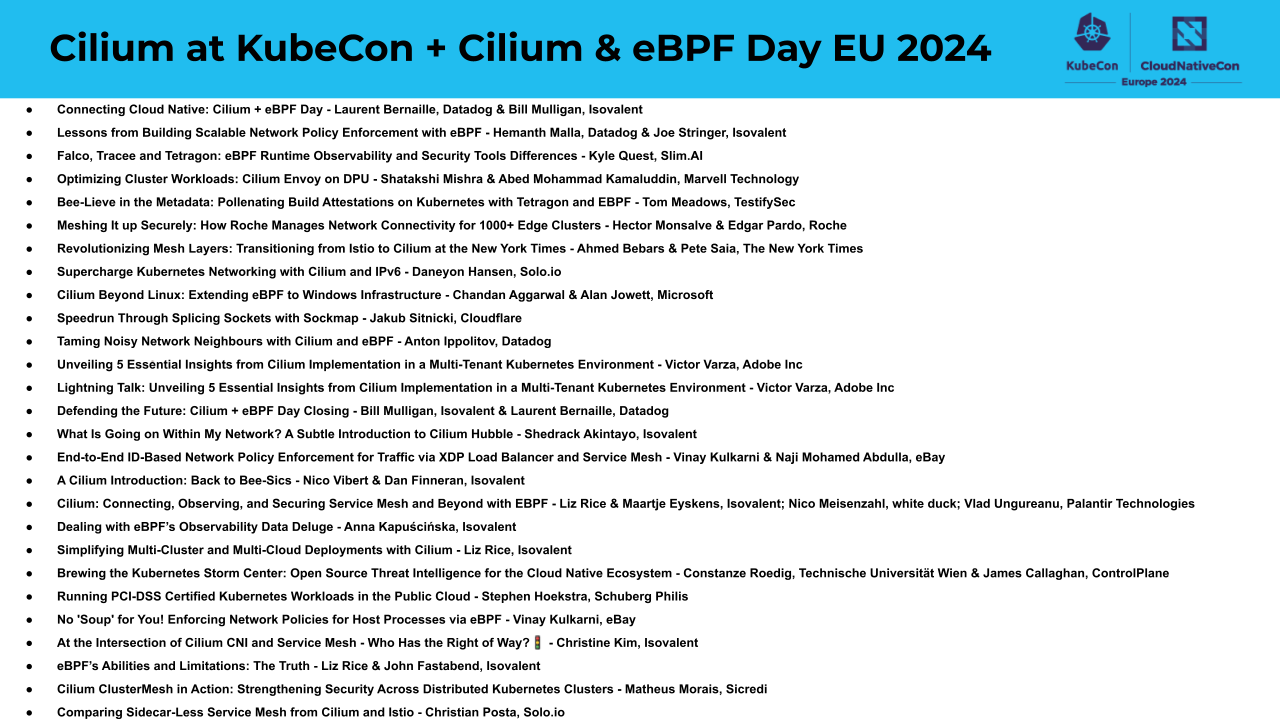 Cilium at KubeCon + Cilium & eBPF Day EU 2024
KubeCon
CloudNativeCon
Europe 2024
● Connecting Cloud Native: Cilium + eBPF Day - Laurent Bernaille, Datadog & Bill Mulligan, Isovalent
● Lessons from Building Scalable Network Policy Enforcement with eBPF - Hemanth Malla, Datadog & Joe Stringer, Isovalent
● Falco, Tracee and Tetragon: eBPF Runtime Observability and Security Tools Differences - Kyle Quest, Slim.AI
● Optimizing Cluster Workloads: Cilium Envoy on DPU - Shatakshi Mishra & Abed Mohammad Kamaluddin, Marvell Technology
● Bee-Lieve in the Metadata: Pollenating Build Attestations on Kubernetes with Tetragon and EBPF - Tom Meadows, TestifySec
● Meshing It up Securely: How Roche Manages Network Connectivity for 1000+ Edge Clusters - Hector Monsalve & Edgar Pardo, Roche
● Revolutionizing Mesh Layers: Transitioning from Istio to Cilium at the New York Times - Ahmed Bebars & Pete Saia, The New York Times
● Supercharge Kubernetes Networking with Cilium and IPv6 - Daneyon Hansen, Solo.io
● Cilium Beyond Linux: Extending eBPF to Windows Infrastructure - Chandan Aggarwal & Alan Jowett, Microsoft
● Speedrun Through Splicing Sockets with Sockmap - Jakub Sitnicki, Cloudflare
● Taming Noisy Network Neighbours with Cilium and eBPF - Anton Ippolitov, Datadog
● Unveiling 5 Essential Insights from Cilium Implementation in a Multi-Tenant Kubernetes Environment - Victor Varza, Adobe Inc
● Lightning Talk: Unveiling 5 Essential Insights from Cilium Implementation in a Multi-Tenant Kubernetes Environment - Victor Varza, Adobe Inc
● Defending the Future: Cilium + eBPF Day Closing - Bill Mulligan, Isovalent & Laurent Bernaille, Datadog
● What Is Going on Within My Network? A Subtle Introduction to Cilium Hubble - Shedrack Akintayo, Isovalent
● End-to-End ID-Based Network Policy Enforcement for Traffic via XDP Load Balancer and Service Mesh - Vinay Kulkarni & Naji Mohamed Abdulla, eBay
● A Cilium Introduction: Back to Bee-Sics - Nico Vibert & Dan Finneran, Isovalent
● Cilium: Connecting, Observing, and Securing Service Mesh and Beyond with EBPF - Liz Rice & Maartje Eyskens, Isovalent; Nico Meisenzahl, white duck; Vlad Ungureanu, Palantir Technologies
● Dealing with eBPF’s Observability Data Deluge - Anna Kapuścińska, Isovalent
● Simplifying Multi-Cluster and Multi-Cloud Deployments with Cilium - Liz Rice, Isovalent
● Brewing the Kubernetes Storm Center: Open Source Threat Intelligence for the Cloud Native Ecosystem - Constanze Roedig, Technische Universität Wien & James Callaghan, ControlPlane
● Running PCI-DSS Certified Kubernetes Workloads in the Public Cloud - Stephen Hoekstra, Schuberg Philis
● No 'Soup' for You! Enforcing Network Policies for Host Processes via eBPF - Vinay Kulkarni, eBay
● At the Intersection of Cilium CNI and Service Mesh - Who Has the Right of Way?🚦 - Christine Kim, Isovalent
● eBPF’s Abilities and Limitations: The Truth - Liz Rice & John Fastabend, Isovalent
● Cilium ClusterMesh in Action: Strengthening Security Across Distributed Kubernetes Clusters - Matheus Morais, Sicredi
● Comparing Sidecar-Less Service Mesh from Cilium and Istio - Christian Posta, Solo.io